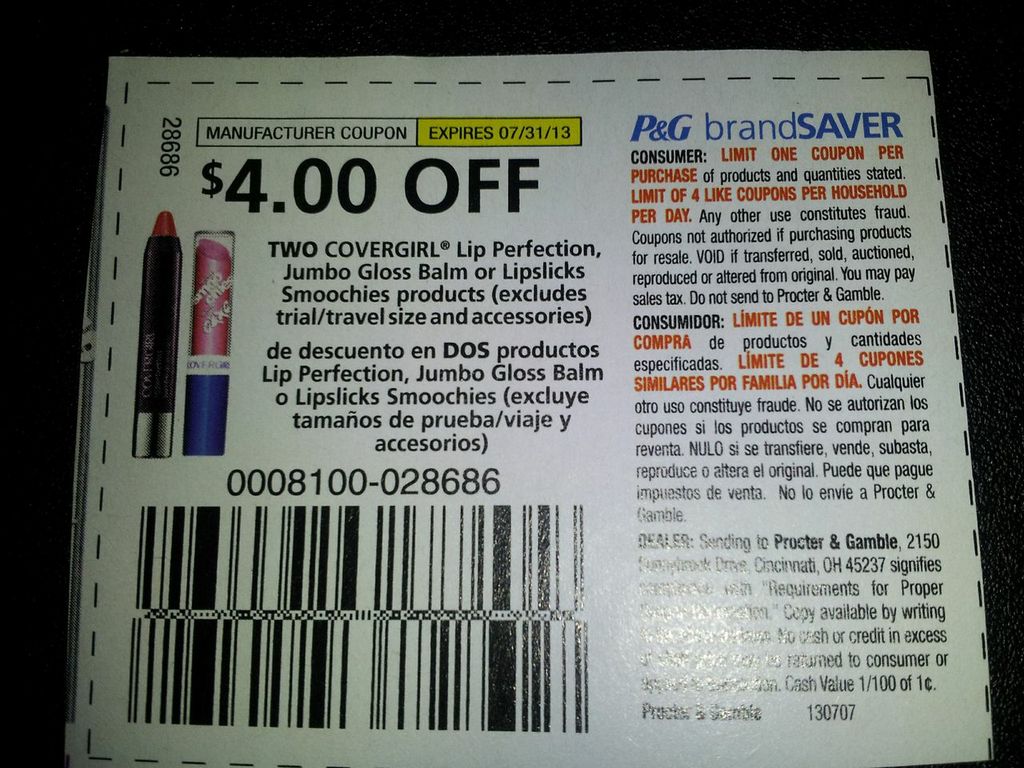 28686
MANUFACTURER COUPON EXPIRES 07/31/13
$4.00 OFF
TWO COVERGIRL® Lip Perfection,
Jumbo Gloss Balm or Lipslicks
Smoochies products (excludes
trial/travel size and accessories)
de descuento en DOS productos
Lip Perfection, Jumbo Gloss Balm
o Lipslicks Smoochies (excluye
tamaños de prueba/viaje y
accesorios)
COVERGIRL
COVERGIRL
0008100-028686
P&G brandSAVER
CONSUMER: LIMIT ONE COUPON PER
PURCHASE of products and quantities stated.
LIMIT OF 4 LIKE COUPONS PER HOUSEHOLD
PER DAY. Any other use constitutes fraud.
Coupons not authorized if purchasing products
for resale. VOID if transferred, sold, auctioned,
reproduced or altered from original. You may pay
sales tax. Do not send to Procter & Gamble.
CONSUMIDOR: LÍMITE DE UN CUPÓN POR
COMPRA de productos y cantidades
especificadas. LÍMITE DE 4 CUPONES
SIMILARES POR FAMILIA POR DÍA. Cualquier
otro uso constituye fraude. No se autorizan los
cupones si los productos se compran para
reventa. NULO si se transfiere, vende, subasta,
reproduce o altera el original. Puede que pague
impuestos de venta. No lo envíe a Procter &
Gamble.
DEALER: Sending to Procter & Gamble, 2150
Drive, Cincinnati, OH 45237 signifies
with "Requirements for Proper
Copy available by writing
No cash or credit in excess
returned to consumer or
Cash Value 1/100 of 1¢.
Procter & Gamble 130707